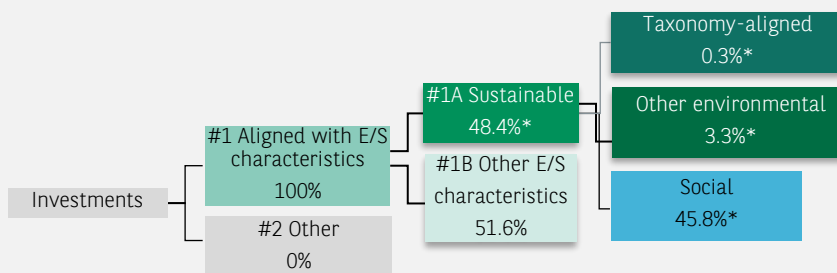 Taxonomy-aligned
0.3%*
#1A Sustainable
48.4%*
Other environmental
3.3%*
#1 Aligned with E/S
characteristics
100%
#1B Other E/S
characteristics
51.6%
Social
45.8%*
Investments
#2 Other
0%